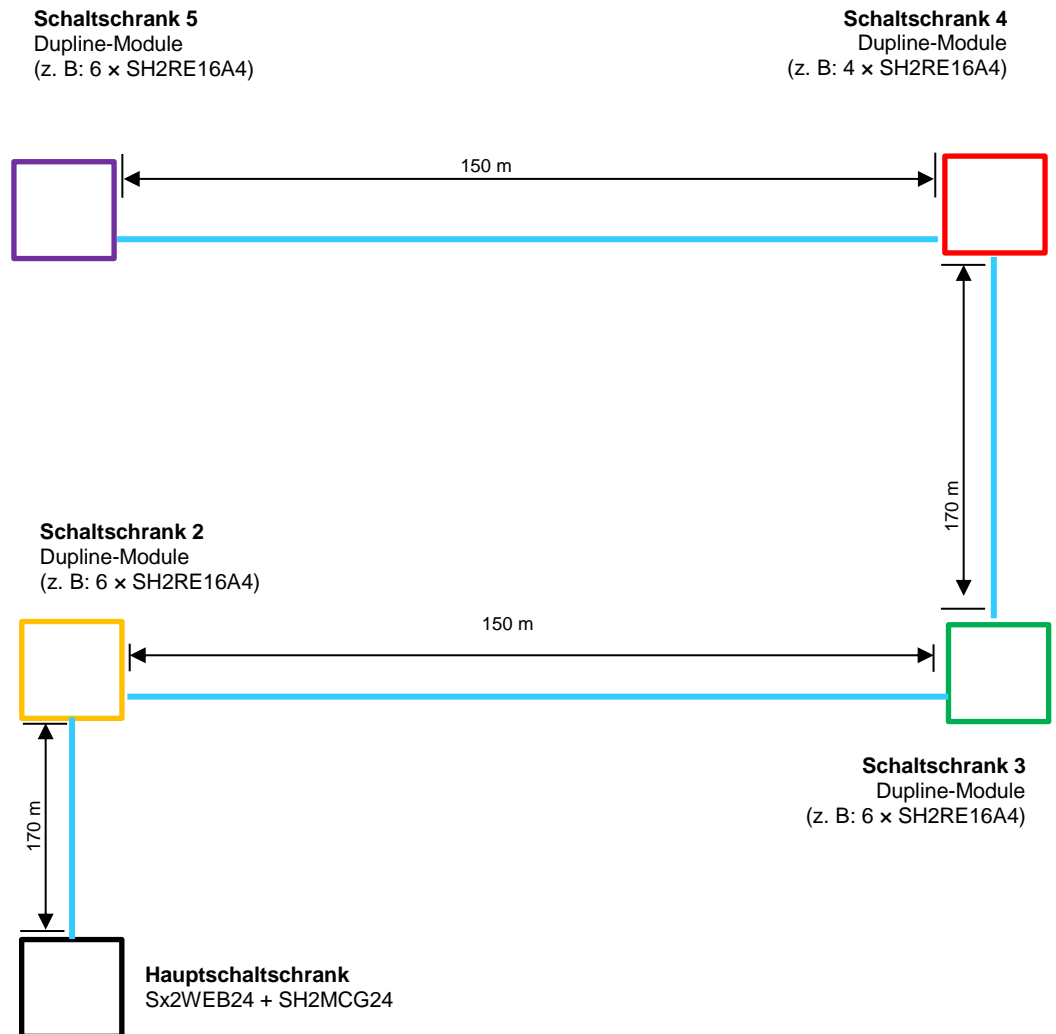 Schaltschrank 5
Dupline-Module
(z. B: 6 × SH2RE16A4)
Schaltschrank 4
Dupline-Module
(z. B: 4 × SH2RE16A4)
150 m
170 m
Schaltschrank 2
Dupline-Module
(z. B: 6 × SH2RE16A4)
150 m
Schaltschrank 3
Dupline-Module
(z. B: 6 × SH2RE16A4)
170 m
Hauptschaltschrank
Sx2WEB24 + SH2MCG24